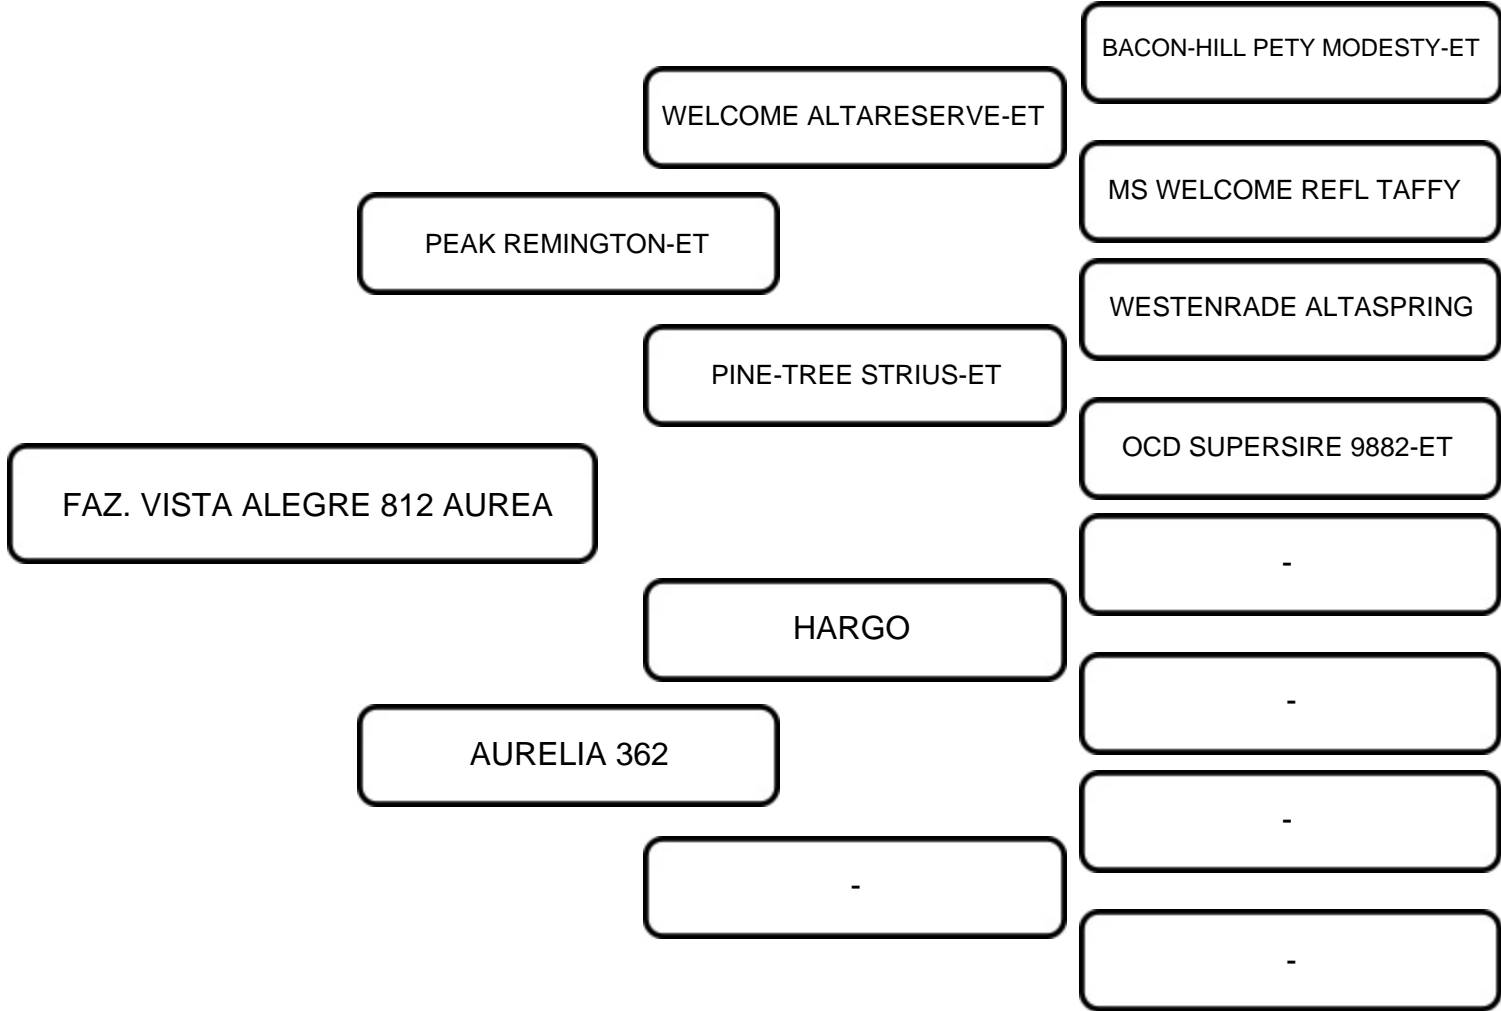 BACON-HILL PETY MODESTY-ET
WELCOME ALTARESERVE-ET
MS WELCOME REFL TAFFY
PEAK REMINGTON-ET
WESTENRADE ALTASPRING
PINE-TREE STRIUS-ET
OCD SUPERSIRE 9882-ET
FAZ. VISTA ALEGRE 812 AUREA
-
HARGO
-
AURELIA 362
-
-
-